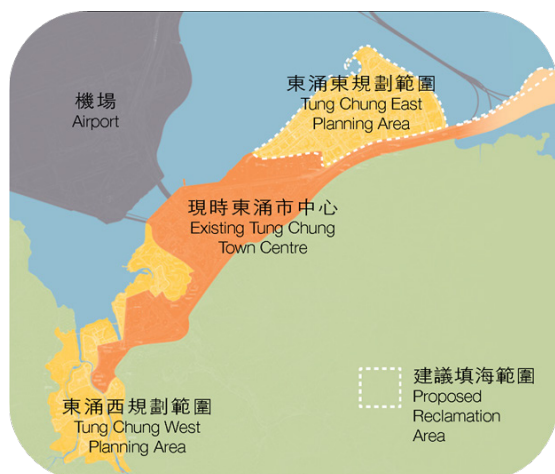 東涌東規劃範圍
Tung Chung East
Planning Area
機場
Airport
現時東涌市中心
Existing Tung Chung
Town Centre
建議填海範圍
Proposed
Reclamation
Area
東涌西規劃範圍
Tung Chung West
Planning Area